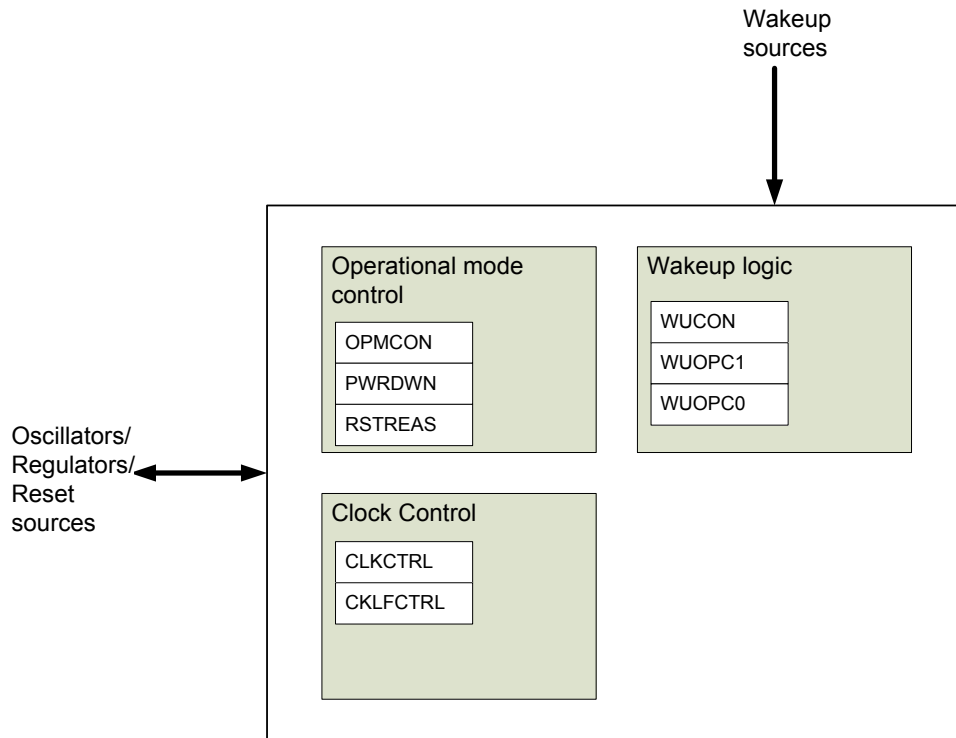 Wakeup
sources
Operational mode
control
OPMCON
PWRDWN
RSTREAS
Wakeup logic
WUCON
WUOPC1
WUOPC0
Oscillators/
Regulators/
Reset
sources
Clock Control
CLKCTRL
CKLFCTRL